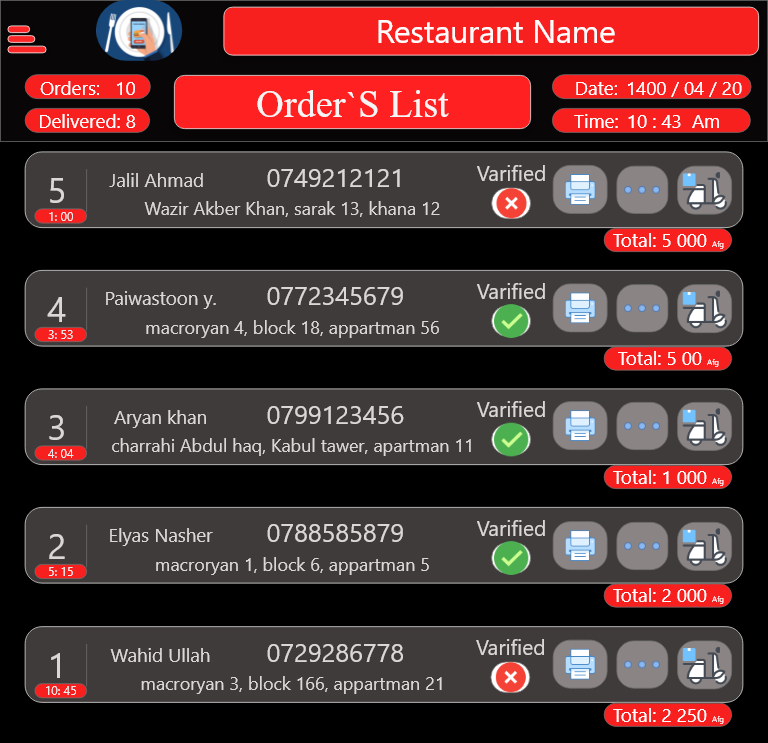 Restaurant Name
Orders: 10
Order`S List
Date: 1400 / 04 / 20
Delivered: 8
Time: 10 : 43 Am
5 Jalil Ahmad 0749212121 Varified
1: 00 Wazir Akber Khan, sarak 13, khana 12
Total: 5 000 Afg
4 Paiwastoon y. 0772345679 Varified
3: 53 macroryan 4, block 18, appartman 56
Total: 5 00 Afg
3 Aryan khan 0799123456 Varified
4: 04 charrahi Abdul haq, Kabul tawer, apartman 11
Total: 1 000 Afg
2 Elyas Nasher 0788585879 Varified
5: 15 macroryan 1, block 6, appartman 5
Total: 2 000 Afg
1 Wahid Ullah 0729286778 Varified
10: 45 macroryan 3, block 166, appartman 21
Total: 2 250 Afg